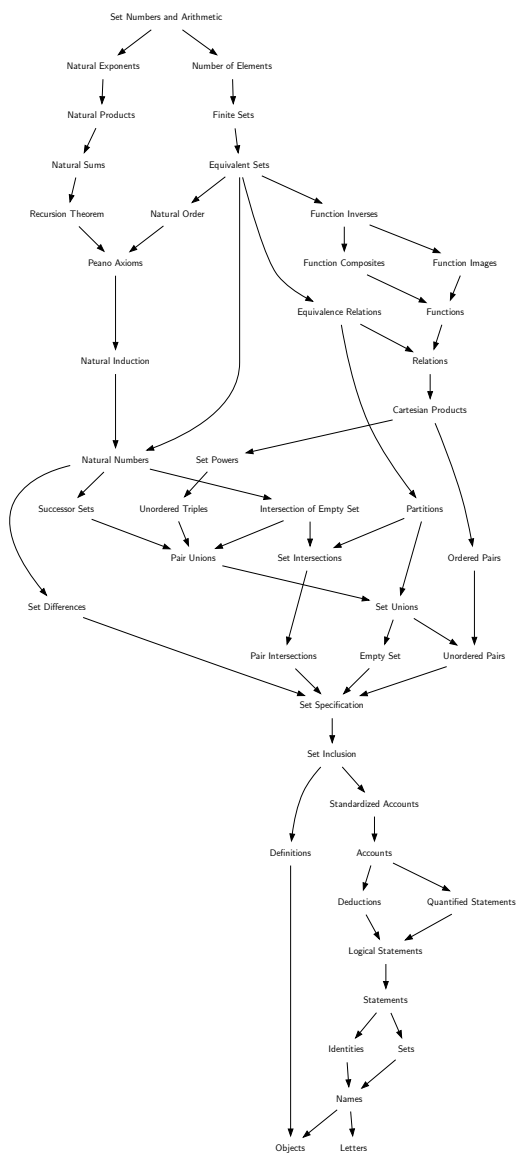 Set Numbers and Arithmetic
Natural Exponents
Number of Elements
Natural Products
Finite Sets
Natural Sums
Equivalent Sets
Recursion Theorem
Natural Order
Function Inverses
Peano Axioms
Function Composites
Function Images
Equivalence Relations
Functions
Natural Induction
Relations
Cartesian Products
Natural Numbers
Set Powers
Successor Sets
Unordered Triples
Intersection of Empty Set
Partitions
Pair Unions
Set Intersections
Ordered Pairs
Set Differences
Set Unions
Pair Intersections
Empty Set
Unordered Pairs
Set Specification
Set Inclusion
Standardized Accounts
Definitions
Accounts
Deductions
Quantified Statements
Logical Statements
Statements
Identities
Sets
Names
Objects
Letters